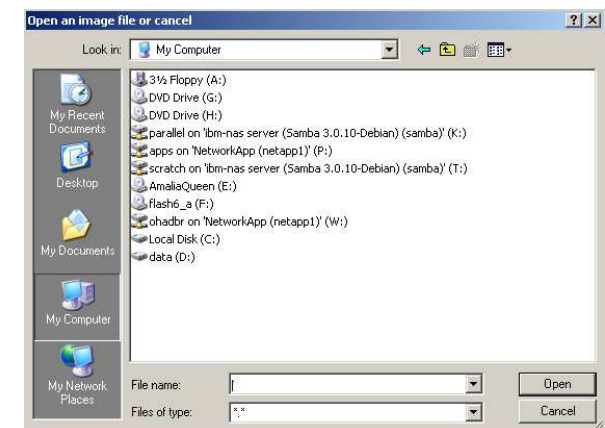 Open an image file or cancel
Look in:
My Computer
My Recent
Documents
Desktop
My Documents
My Computer
My Network
Places
3½ Floppy (A:)
DVD Drive (G:)
DVD Drive (H:)
parallel on 'ibm-nas server (Samba 3.0.10-Debian) (samba)' (K:)
apps on 'NetworkApp (netapp1)' (P:)
scratch on 'ibm-nas server (Samba 3.0.10-Debian) (samba)' (T:)
AmaliaQueen (E:)
flash6_a (F:)
ohadbr on 'NetworkApp (netapp1)' (W:)
Local Disk (C:)
data (D:)
File name:
Open
Files of type:
*.*
Cancel